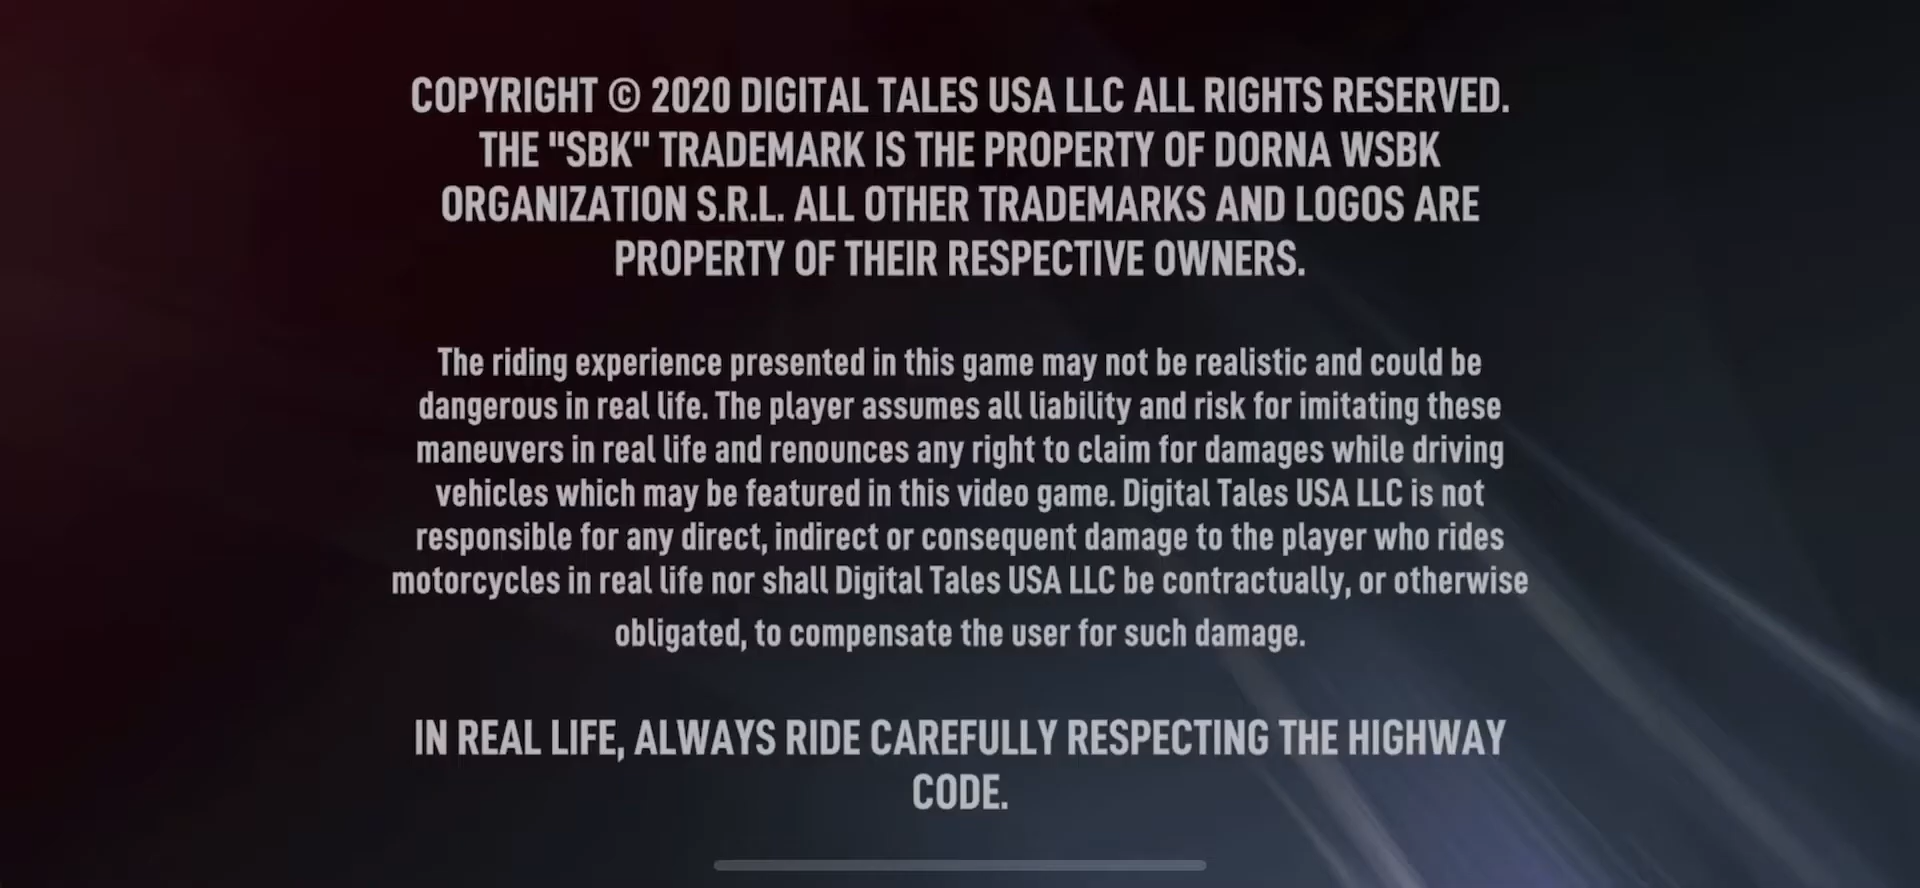 COPYRIGHT © 2020 DIGITAL TALES USA LLC ALL RIGHTS RESERVED.
THE "SBK" TRADEMARK IS THE PROPERTY OF DORNA WSBK
ORGANIZATION S.R.L. ALL OTHER TRADEMARKS AND LOGOS ARE
PROPERTY OF THEIR RESPECTIVE OWNERS.
The riding experience presented in this game may not be realistic and could be
dangerous in real life. The player assumes all liability and risk for imitating these
maneuvers in real life and renounces any right to claim for damages while driving
vehicles which may be featured in this video game. Digital Tales USA LLC is not
responsible for any direct, indirect or consequent damage to the player who rides
motorcycles in real life nor shall Digital Tales USA LLC be contractually, or otherwise
obligated, to compensate the user for such damage.
IN REAL LIFE, ALWAYS RIDE CAREFULLY RESPECTING THE HIGHWAY
CODE.